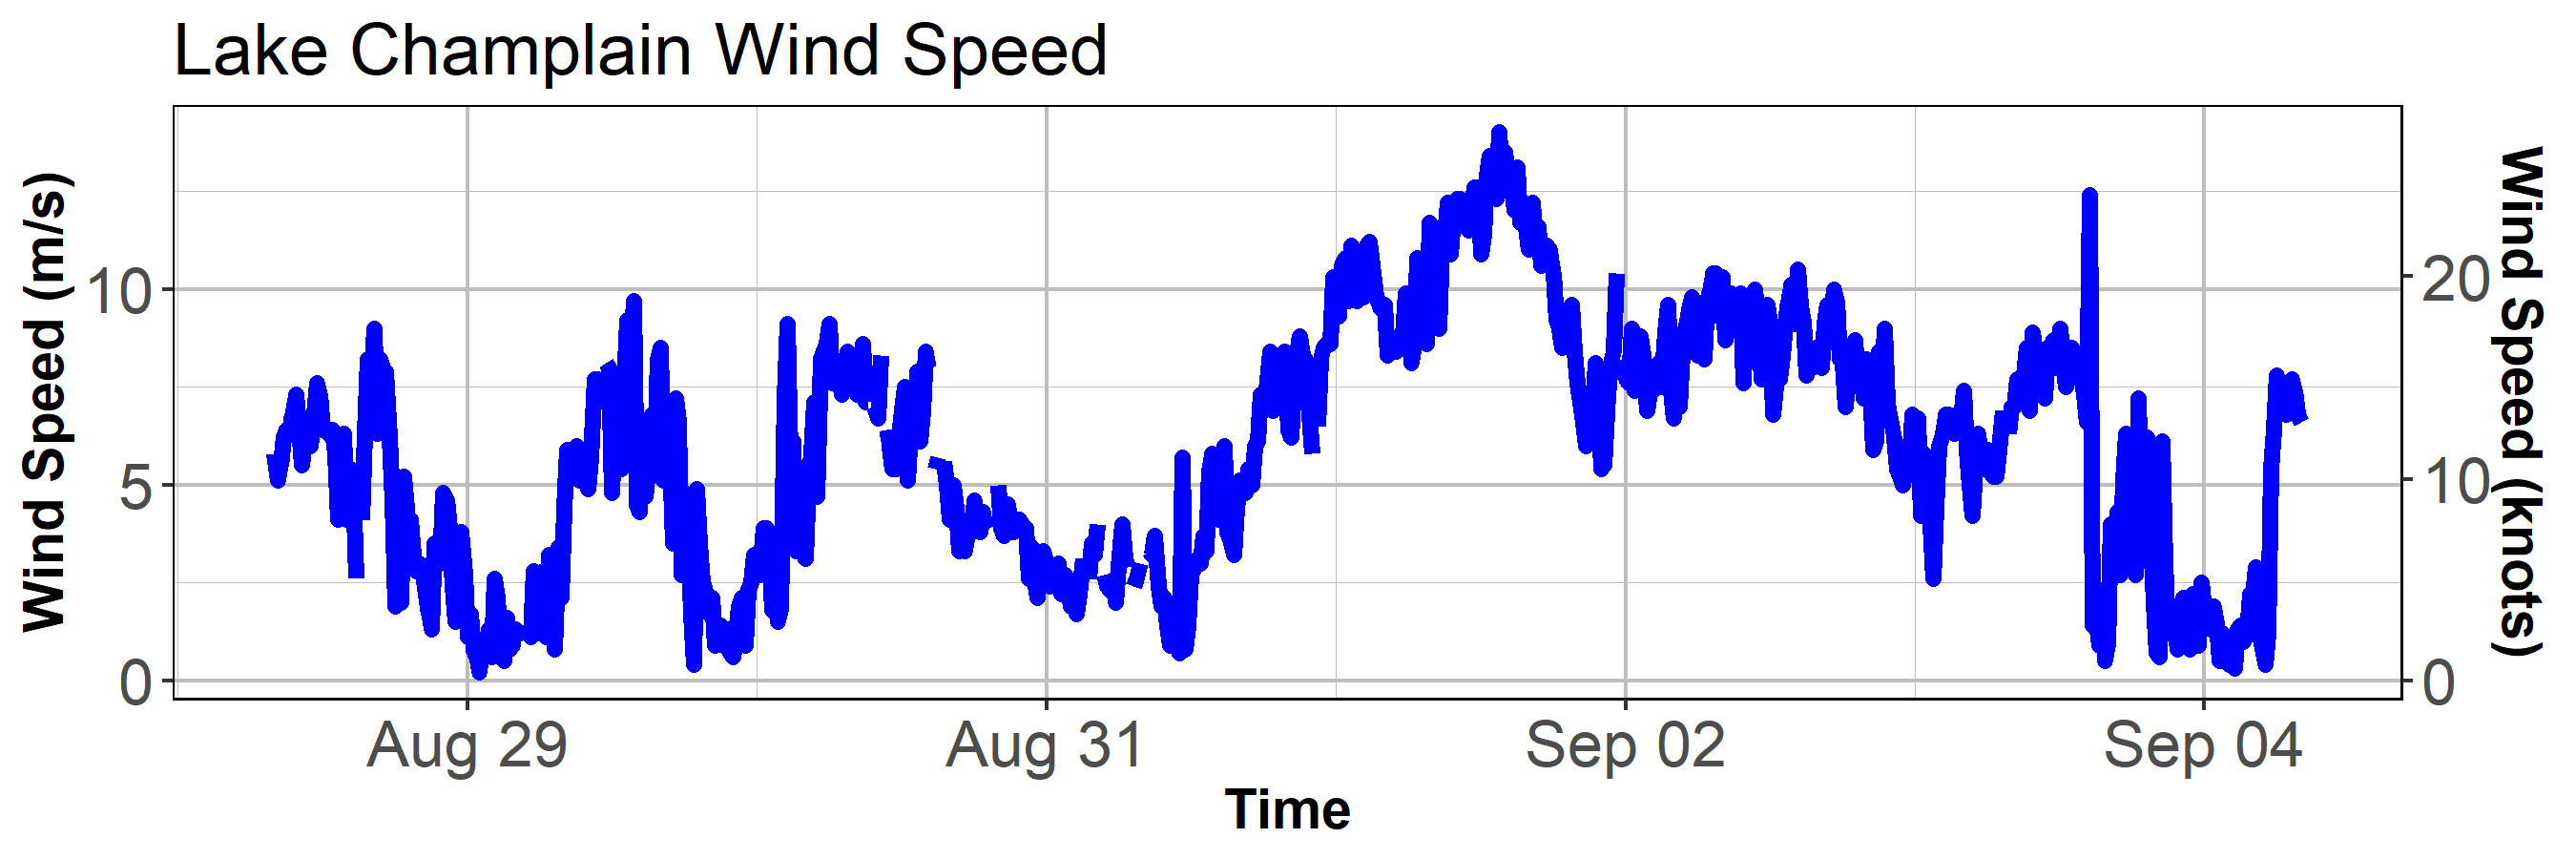 Lake Champlain Wind Speed
Wind Speed (m/s)
10
5
0
20
10
0
Wind Speed (knots)
Aug 29
Aug 31
Sep 02
Sep 04
Time